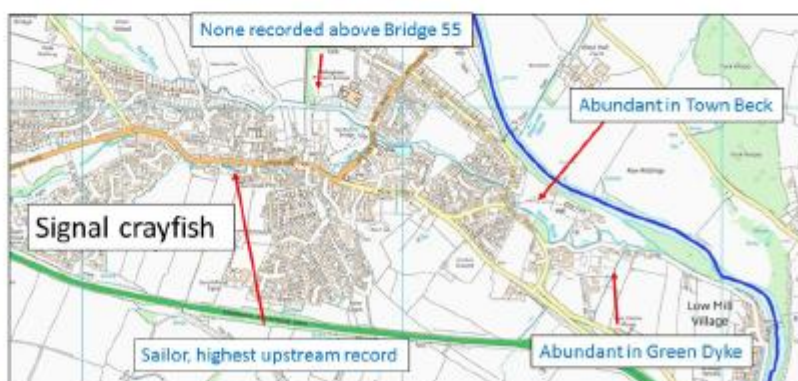 None recorded above Bridge 55
Abundant in Town Beck
Signal crayfish
Low Mill
Village
Sailor, highest upstream record
Abundant in Green Dyke